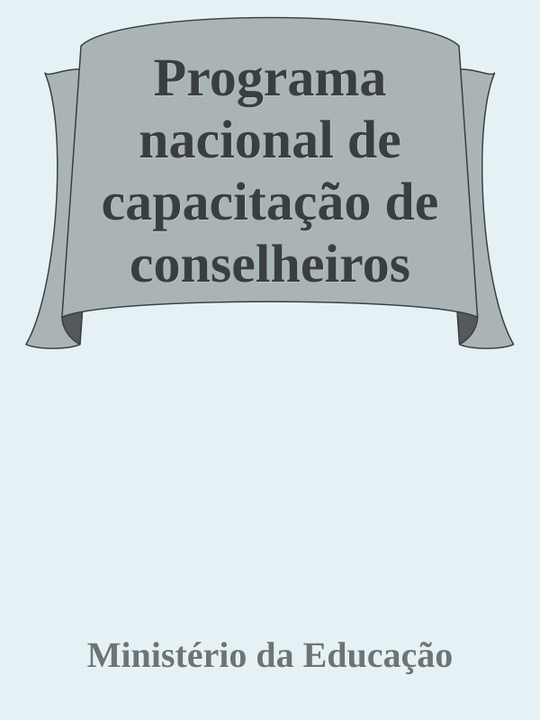 Programa
nacional de
capacitação de
conselheiros
Ministério da Educação